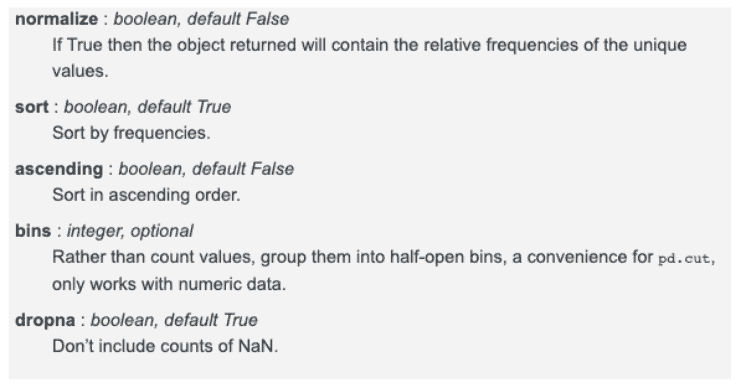 normalize : boolean, default False
If True then the object returned will contain the relative frequencies of the unique
values.
sort : boolean, default True
Sort by frequencies.
ascending : boolean, default False
Sort in ascending order.
bins : integer, optional
Rather than count values, group them into half-open bins, a convenience for pd.cut,
only works with numeric data.
dropna : boolean, default True
Don’t include counts of NaN.